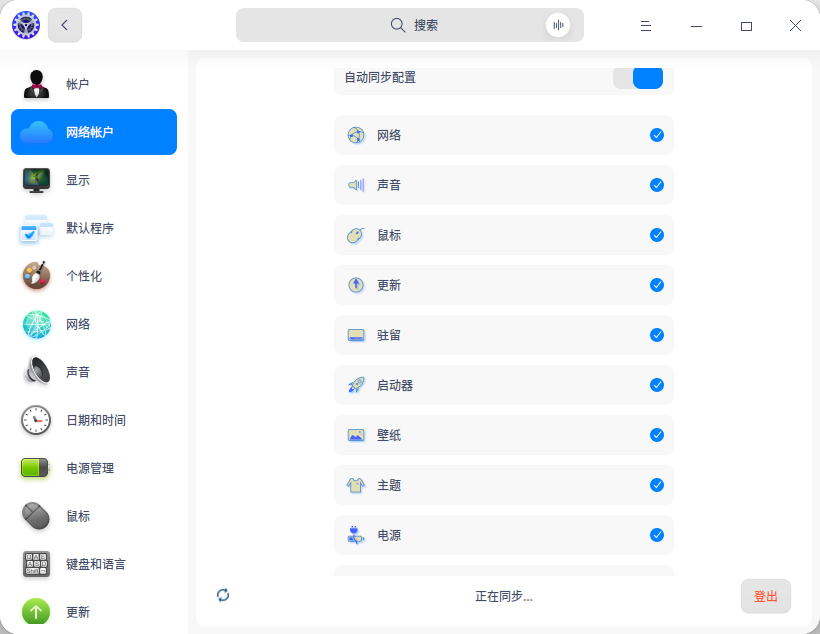 搜索
帐户
网络帐户
显示
默认程序
个性化
网络
声音
日期和时间
电源管理
鼠标
键盘和语言
更新
自动同步配置
网络
声音
鼠标
更新
驻留
启动器
壁纸
主题
电源
正在同步...
登出